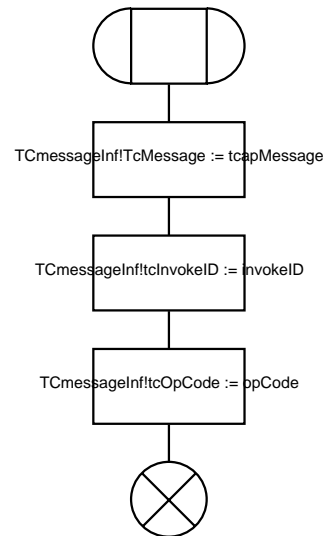 TCmessageInf!TcMessage := tcapMessage
TCmessageInf!tcInvokeID := invokeID
TCmessageInf!tcOpCode := opCode